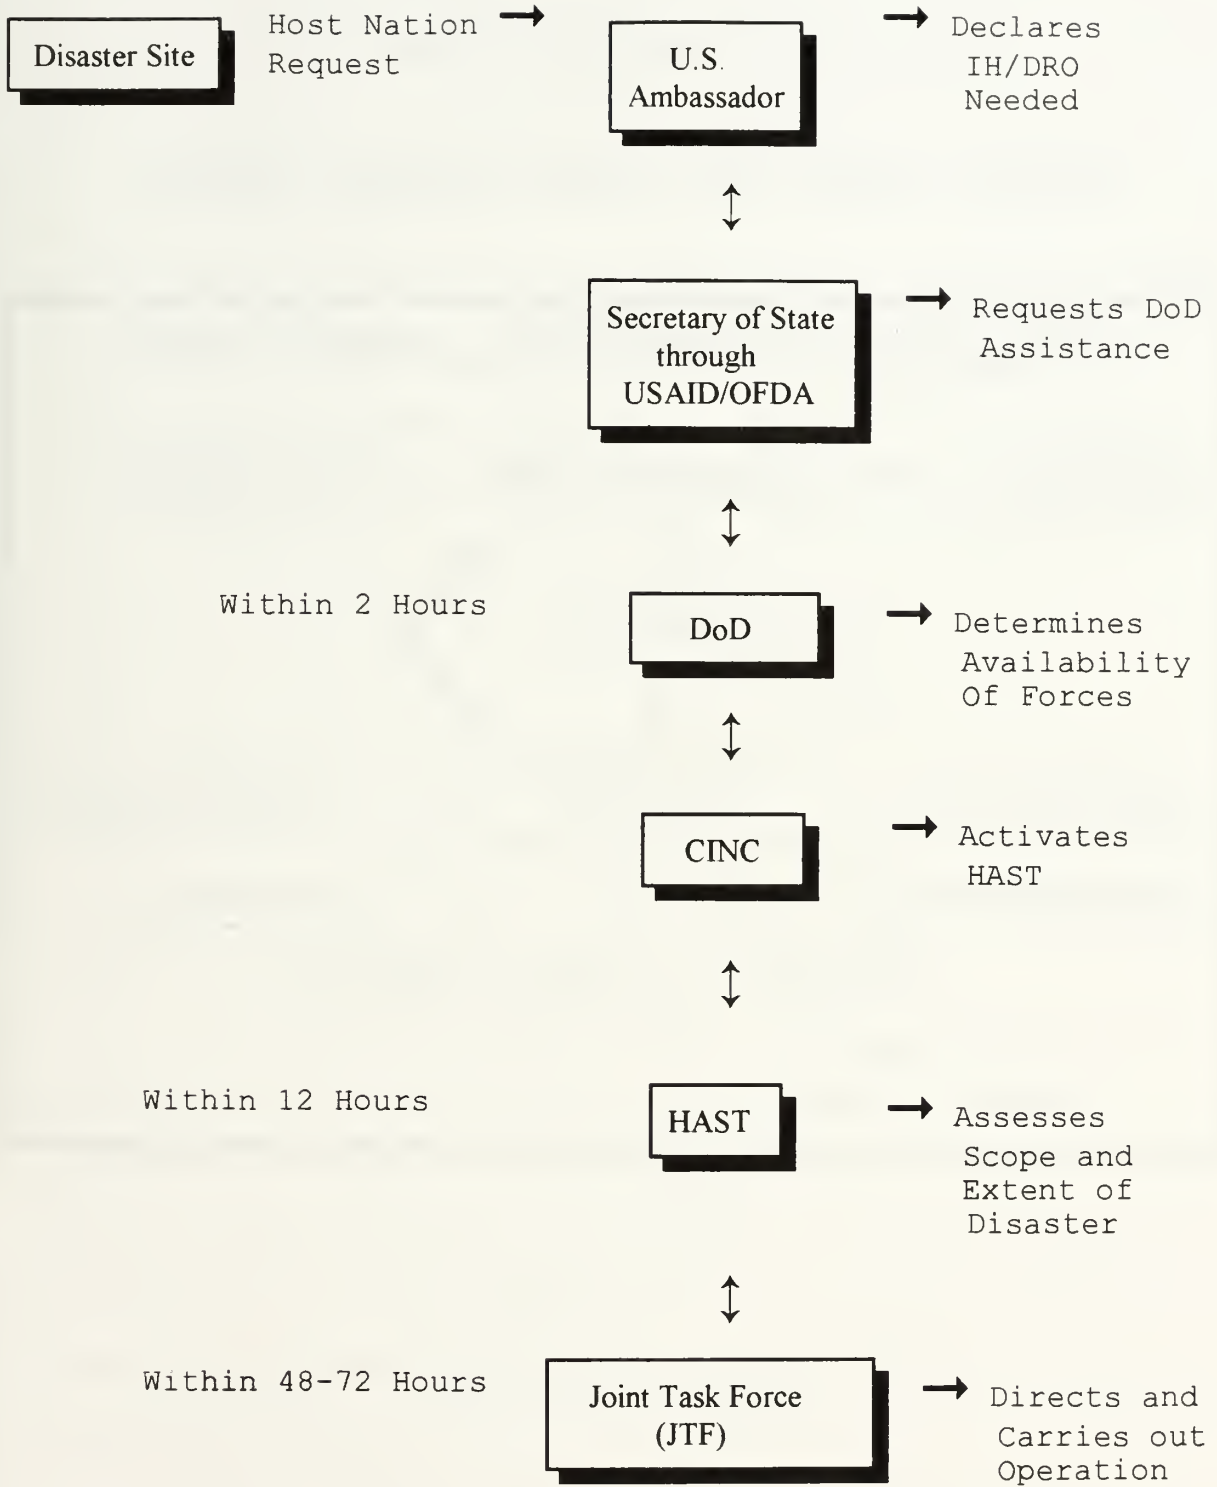 Disaster Site
Host Nation
Request
U.S.
Ambassador
Declares
IH/DRO
Needed
Secretary of State
through
USAID/OFDA
Requests DoD
Assistance
Within 2 Hours
DoD
Determines
Availability
Of Forces
CINC
Activates
HAST
Within 12 Hours
HAST
Assesses
Scope and
Extent of
Disaster
Within 48-72 Hours
Joint Task Force
(JTF)
Directs and
Carries out
Operation